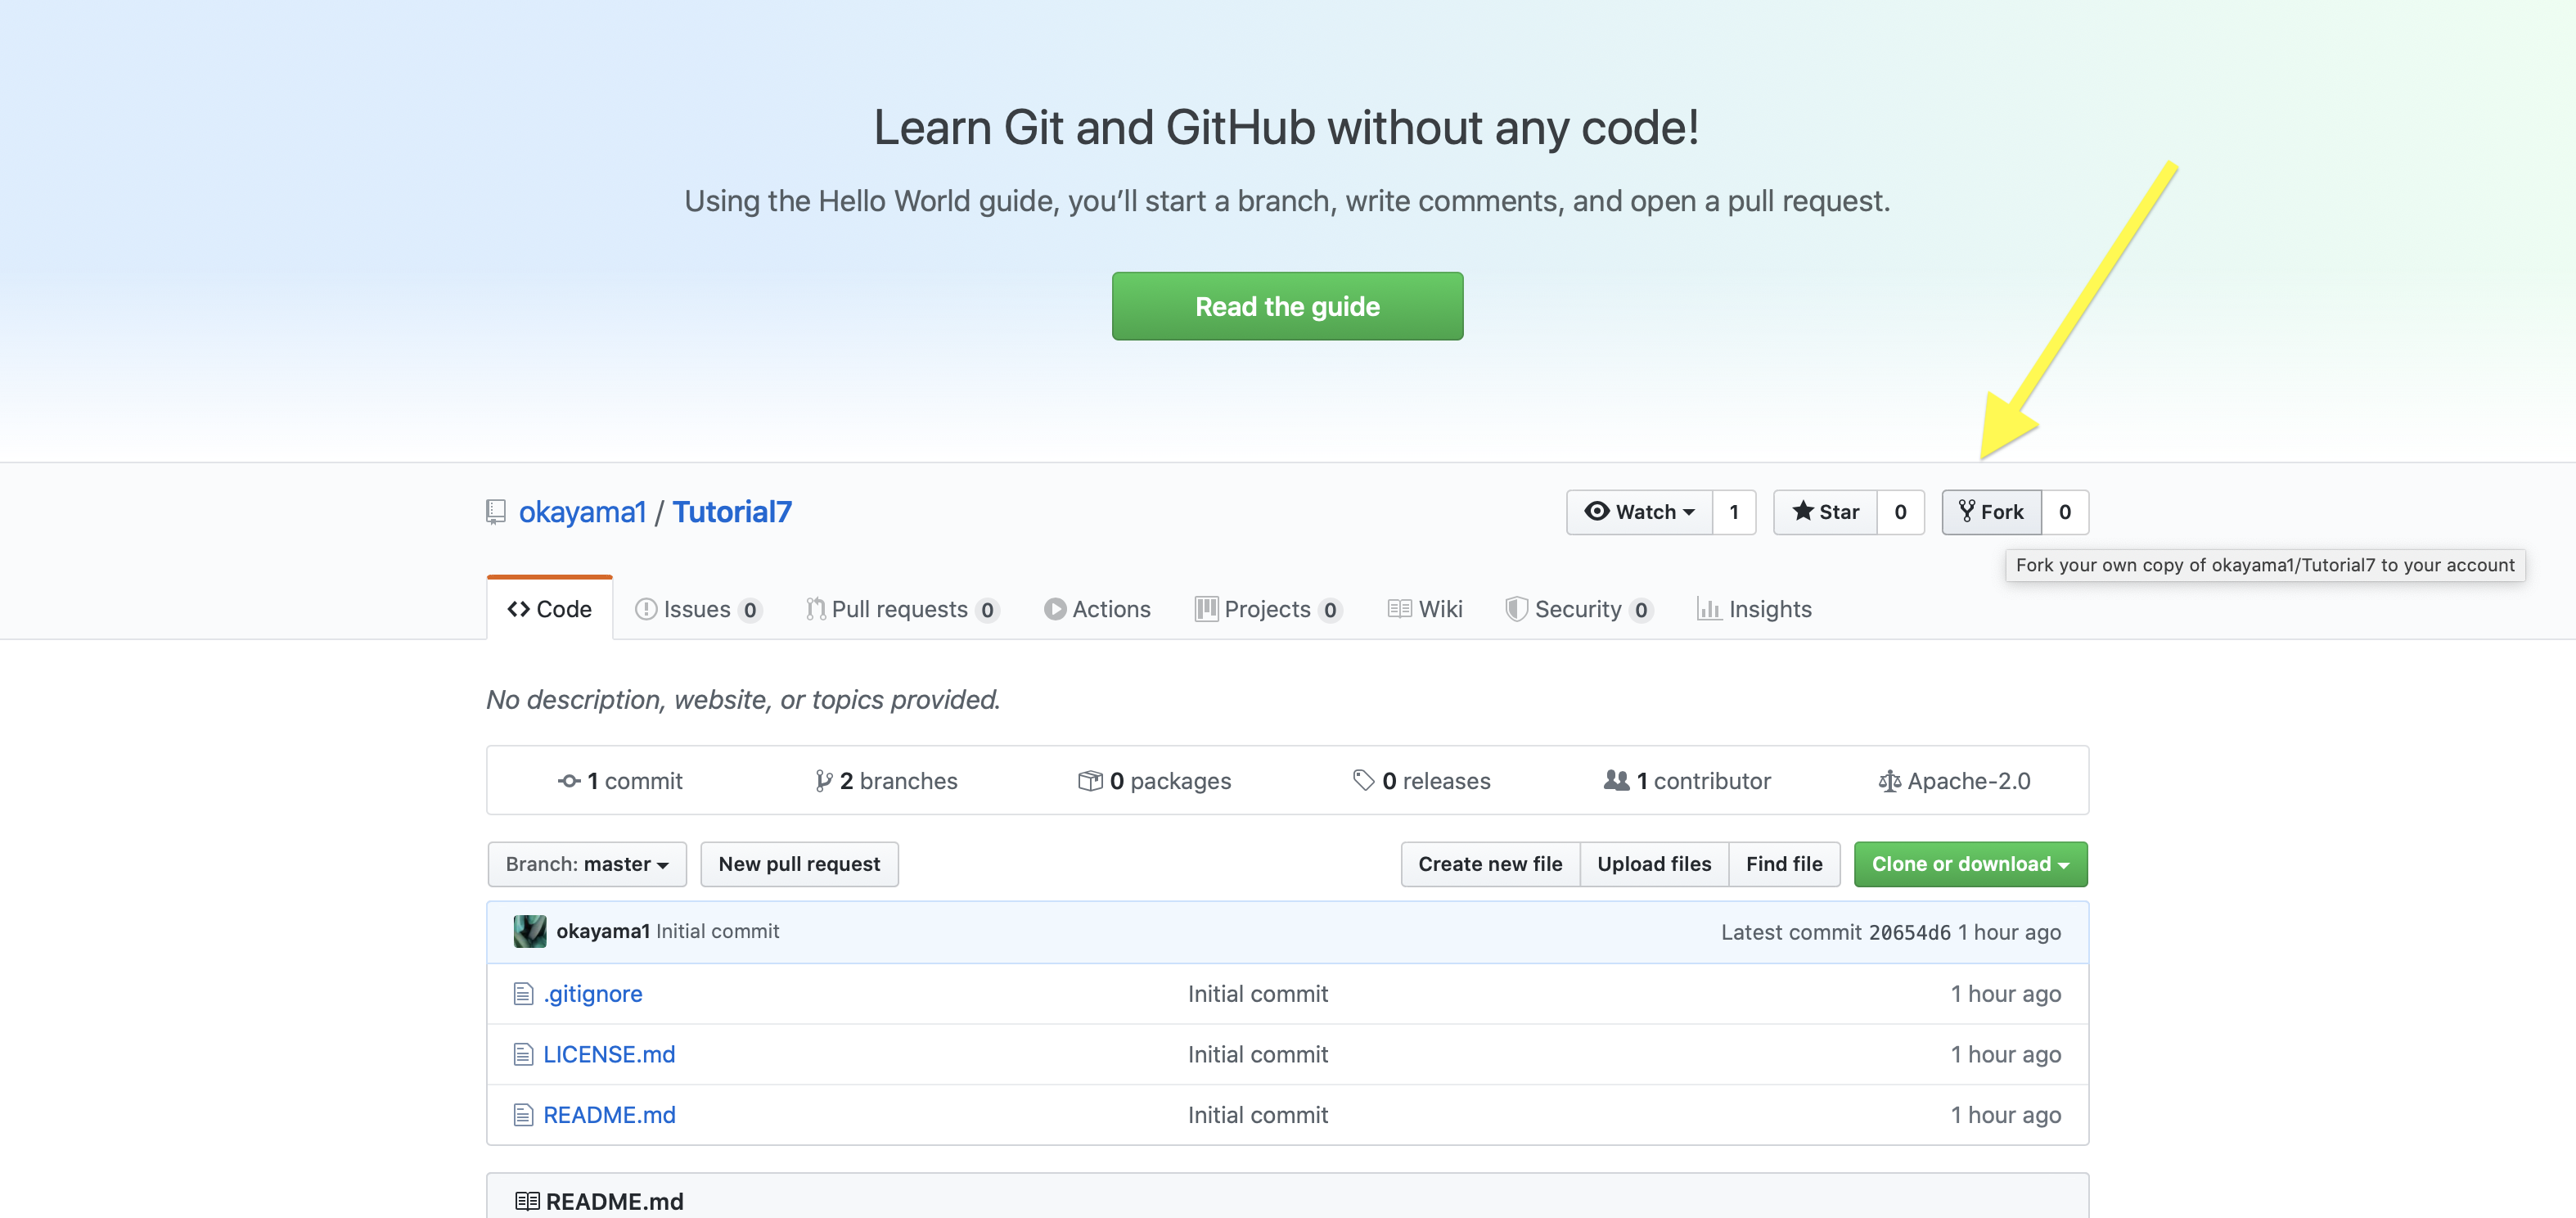 Learn Git and GitHub without any code!
Using the Hello World guide, you’ll start a branch, write comments, and open a pull request.
Read the guide
okayama1 / Tutorial7
Watch 1 Star 0 Fork 0
Fork your own copy of okayama1/Tutorial7 to your account
Code Issues 0 Pull requests 0 Actions Projects 0 Wiki Security 0 Insights
No description, website, or topics provided.
1 commit 2 branches 0 packages 0 releases 1 contributor Apache-2.0
Branch: master New pull request Create new file Upload files Find file Clone or download
okayama1 Initial commit Latest commit 20654d6 1 hour ago
.gitignore Initial commit 1 hour ago
LICENSE.md Initial commit 1 hour ago
README.md Initial commit 1 hour ago
README.md